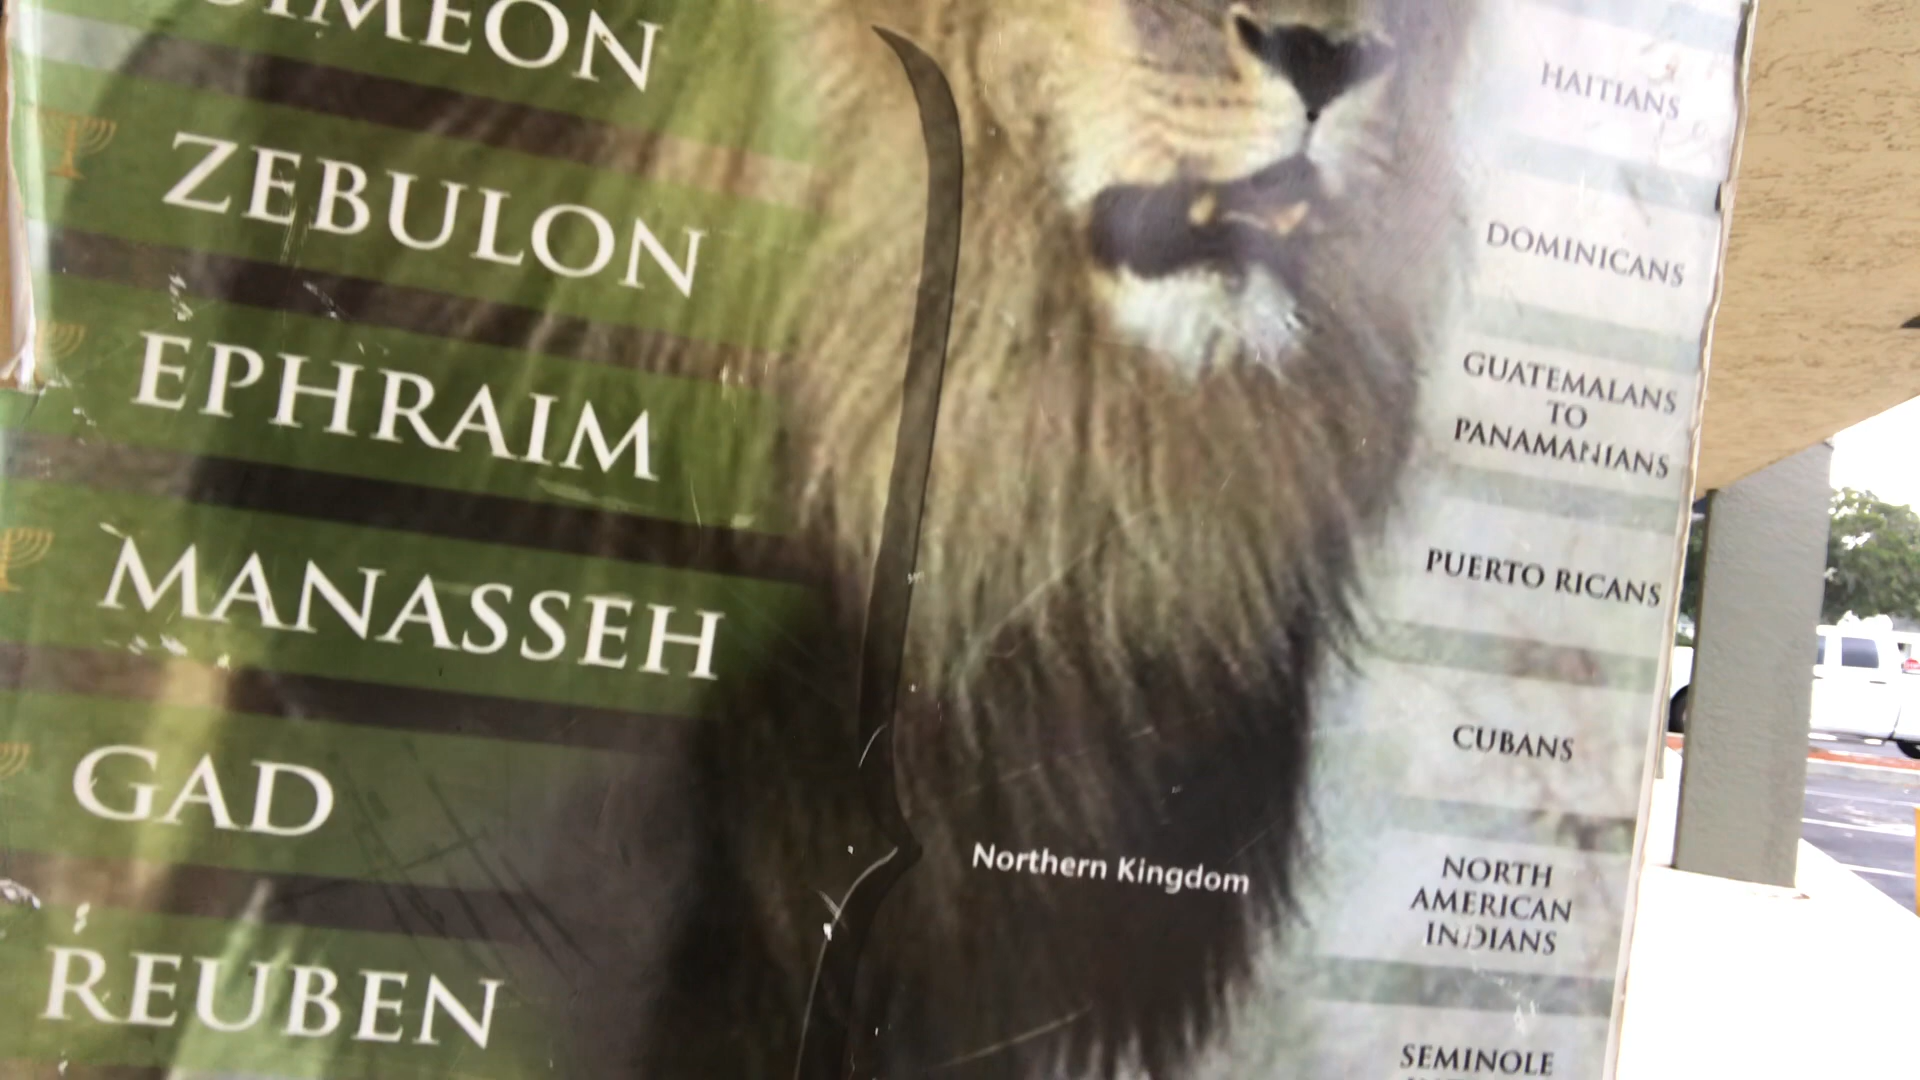 SIMEON
HAITIANS
ZEBULON
DOMINICANS
EPHRAIM
GUATEMALANS
TO
PANAMANIANS
MANASSEH
PUERTO RICANS
GAD
CUBANS
Northern Kingdom
REUBEN
NORTH
AMERICAN
INDIANS
SEMINOLE